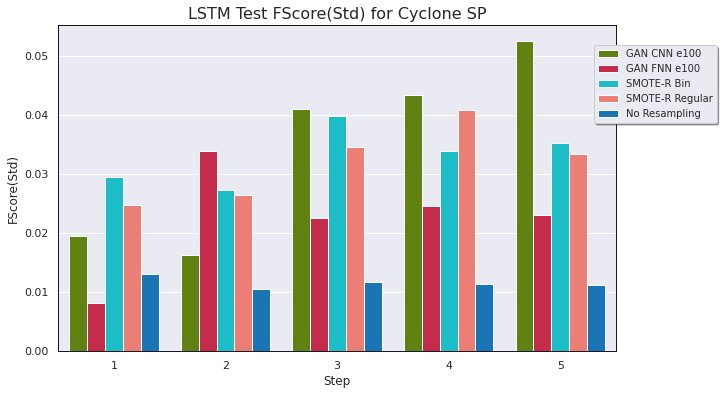 LSTM Test FScore(Std) for Cyclone SP
GAN CNN e100
GAN FNN e100
SMOTE-R Bin
SMOTE-R Regular
No Resampling
FScore(Std)
0.05
0.04
0.03
0.02
0.01
0.00
1 2 3 4 5
Step